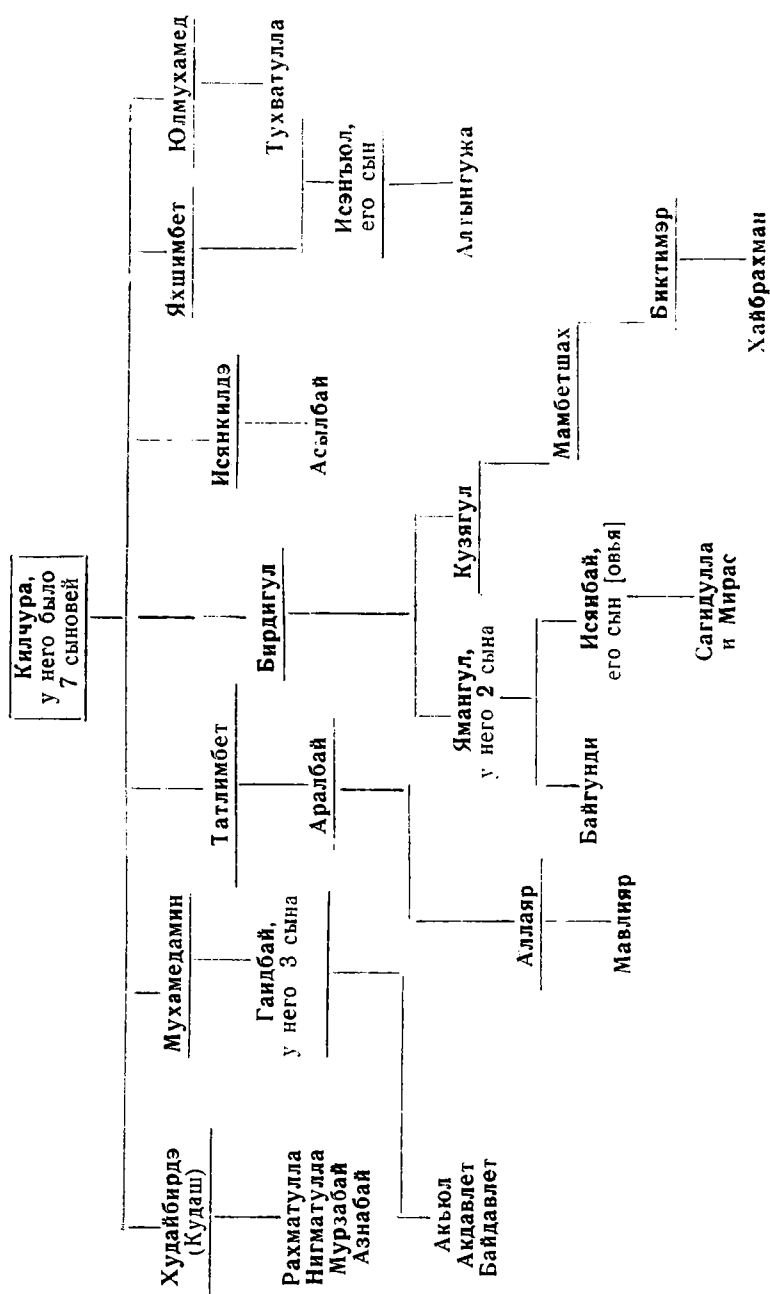 Килчура,
у него было
7 сыновей
Худайбирдэ
(Кудаш)
Мухамедамин
Татлимбет
Бирдигул
Исянкилдэ
Яхшимбет
Юлмухамед
Рахматулла
Нигматулла
Мурзабай
Азнабай
Гаидбай,
у него 3 сына
Аралбай
Асылбай
Тухватулла
Исэнъюл,
его сын
Акьюл
Акдавлет
Байдавлет
Аллаяр
Ямангул,
у него 2 сына
Кузягул
Алтынгужа
Мавлияр
Байгунди
Исянбай,
его сын [овья]
Мамбетшах
Сагидулла
и Мирас
Биктимэр
Хайбрахман